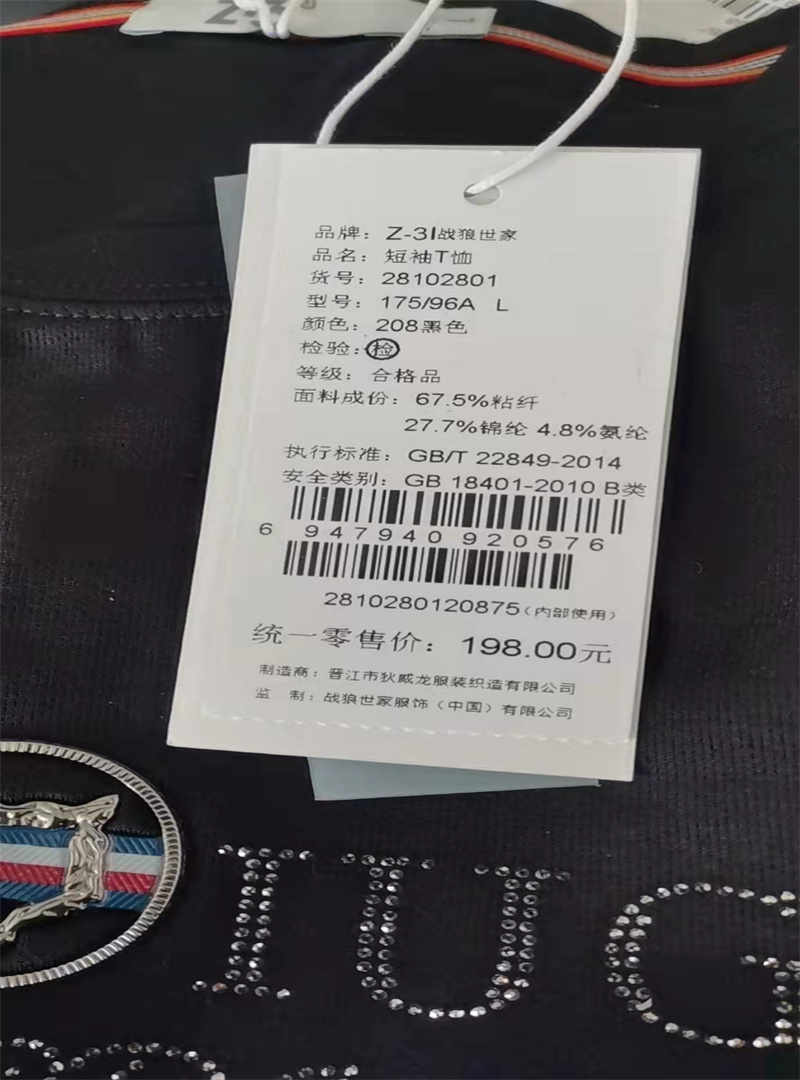 品牌：Z-3I战狼世家
品名：短袖T恤
货号：28102801
型号：175/96A L
颜色：208黑色
检验：检
等级：合格品
面料成份：67.5%粘纤
27.7%锦纶 4.8%氨纶
执行标准：GB/T 22849-2014
安全类别：GB 18401-2010 B类
6 947940 920576
2810280120875（内部使用）
统一零售价：198.00元
制造商：晋江市狄威龙服装织造有限公司
监 制：战狼世家服饰（中国）有限公司
IUG